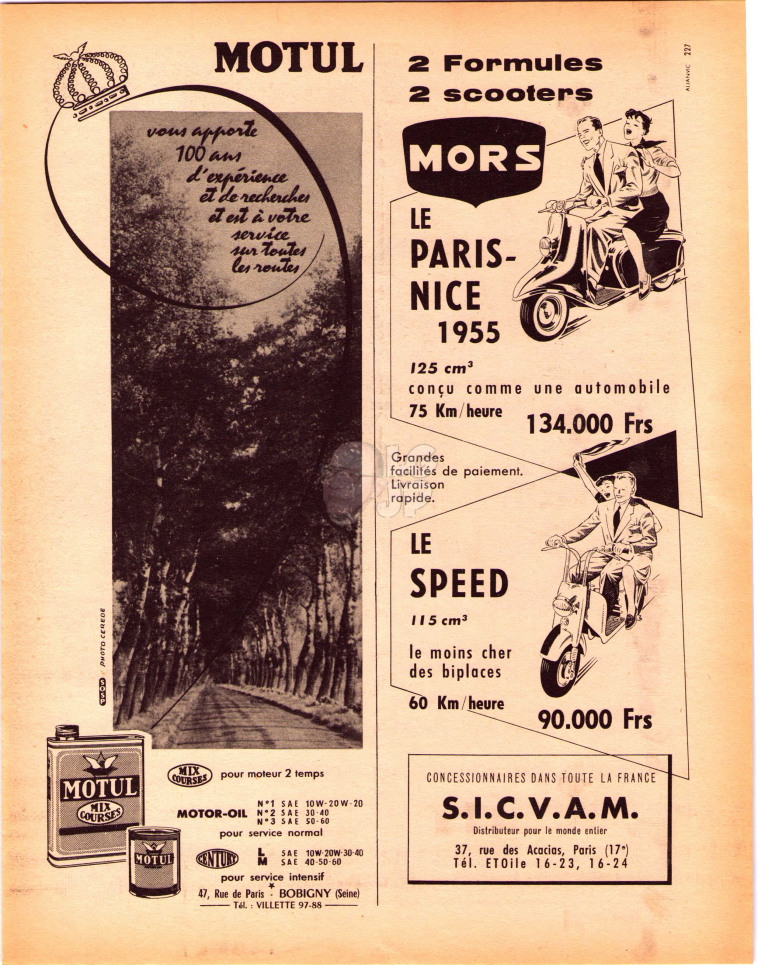 MOTUL
vous apporte
100 ans
d'expérience
et de recherches
et est à votre
service
sur toutes
les routes
PHOTO CEREDE
MOTUL
MIX
COURSES
MOTUL
MIX
COURSES
pour moteur 2 temps
MOTOR-OIL
N°1 SAE 10W-20W-20
N°2 SAE 30-40
N°3 SAE 50-60
pour service normal
CENTURY
L SAE 10W-20W-30-40
M SAE 40-50-60
pour service intensif
47, Rue de Paris - BOBIGNY (Seine)
Tél. : VILLETTE 97-88
2 Formules
2 scooters
227
MORS
LE
PARIS-
NICE
1955
125 cm³
conçu comme une automobile
75 Km/heure
134.000 Frs
Grandes
facilités de paiement.
Livraison
rapide.
LE
SPEED
115 cm³
le moins cher
des biplaces
60 Km/heure
90.000 Frs
CONCESSIONNAIRES DANS TOUTE LA FRANCE
S.I.C.V.A.M.
Distributeur pour le monde entier
37, rue des Acacias, Paris (17e)
Tél. ETOile 16-23, 16-24